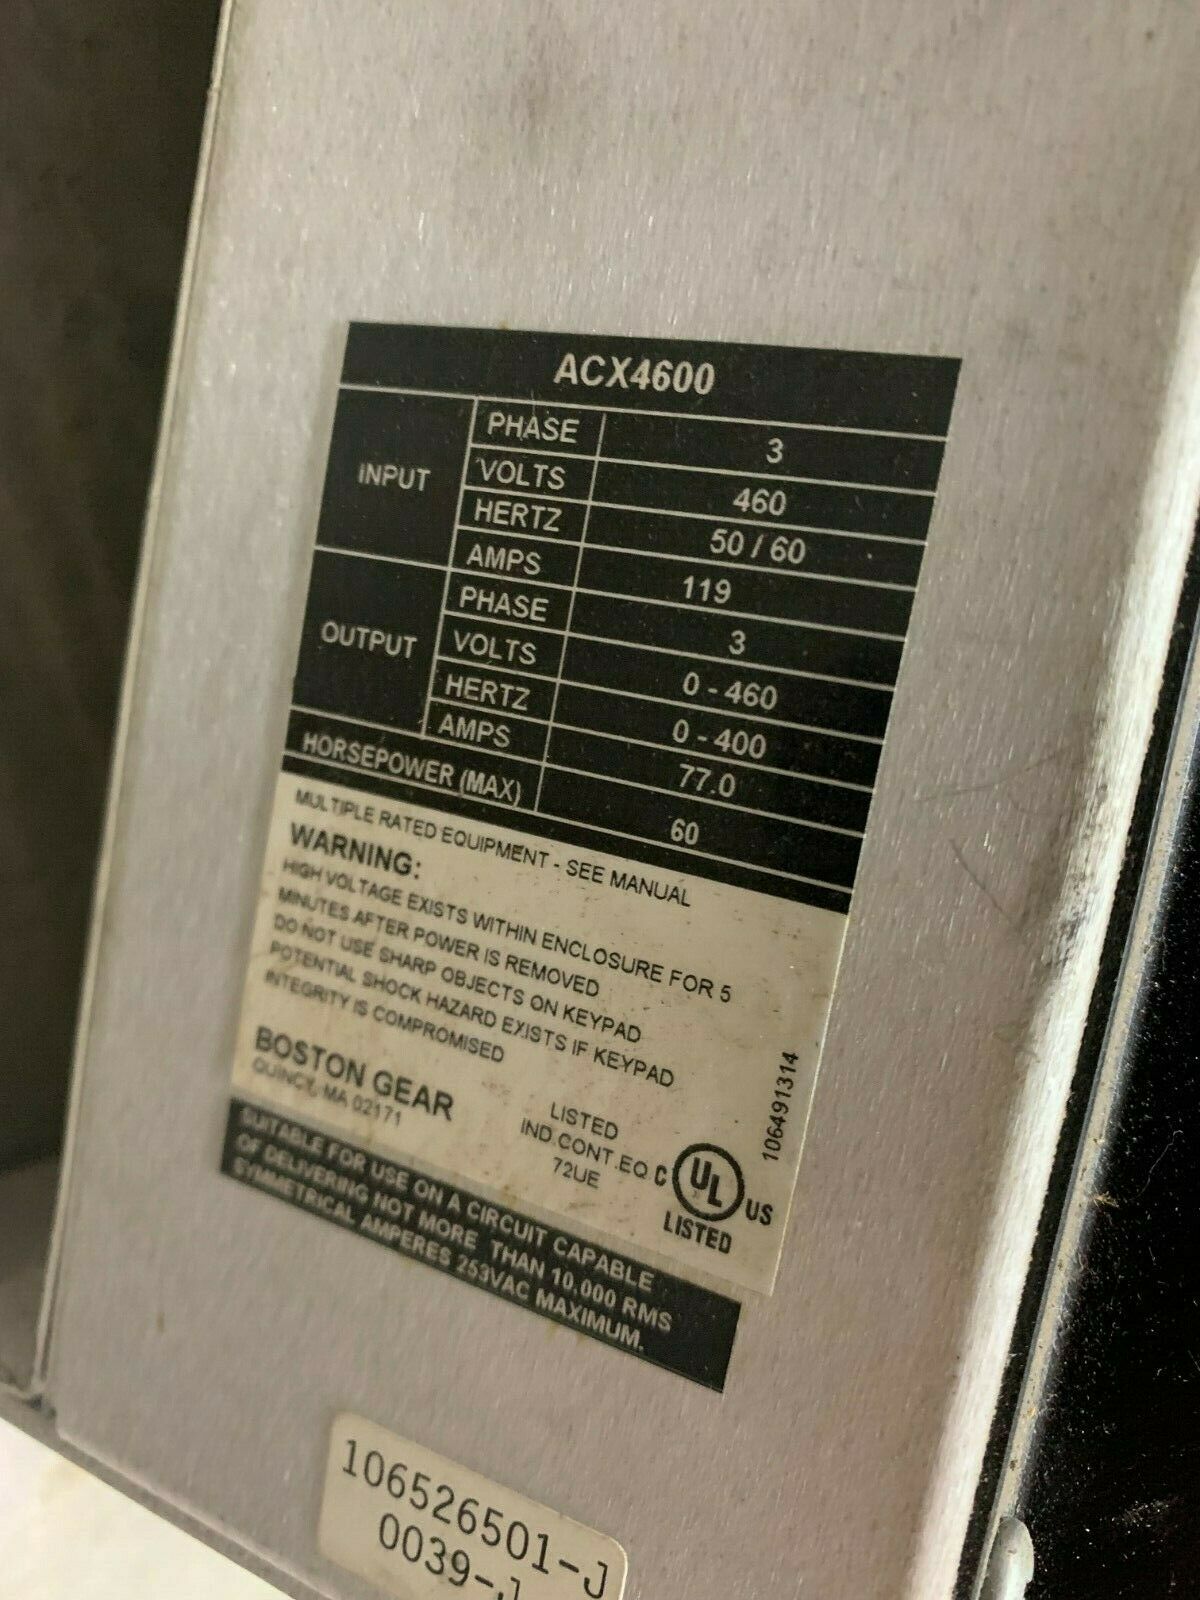 ACX4600
INPUT
PHASE 3
VOLTS 460
HERTZ 50 / 60
AMPS 119
OUTPUT
PHASE 3
VOLTS 0 - 460
HERTZ 0 - 400
AMPS 77.0
HORSEPOWER (MAX) 60
MULTIPLE RATED EQUIPMENT - SEE MANUAL
WARNING:
HIGH VOLTAGE EXISTS WITHIN ENCLOSURE FOR 5
MINUTES AFTER POWER IS REMOVED
DO NOT USE SHARP OBJECTS ON KEYPAD
POTENTIAL SHOCK HAZARD EXISTS IF KEYPAD
INTEGRITY IS COMPROMISED
BOSTON GEAR
QUINCY, MA 02171
LISTED
IND.CONT.EQ.
72UE
C UL US
LISTED
106491314
SUITABLE FOR USE ON A CIRCUIT CAPABLE
OF DELIVERING NOT MORE THAN 10,000 RMS
SYMMETRICAL AMPERES 253VAC MAXIMUM.
106526501-J
0039-J